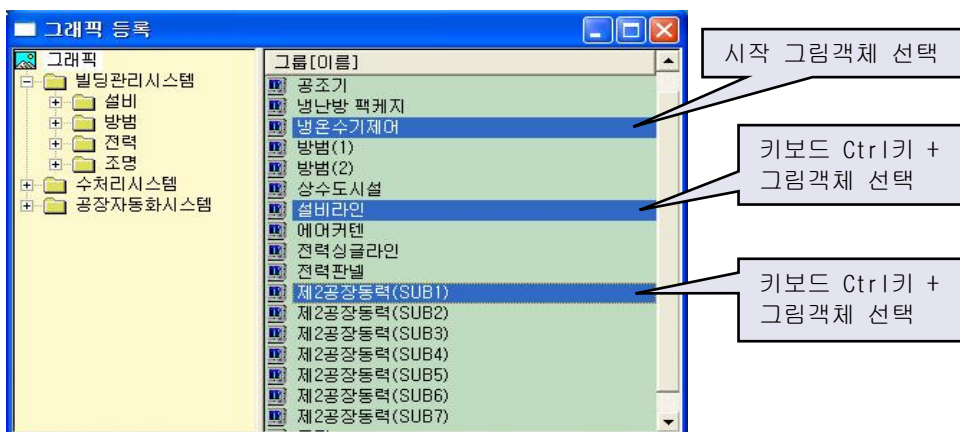 그래픽 등록
그래픽
빌딩관리시스템
설비
방범
전력
조명
수처리시스템
공장자동화시스템
그룹[이름]
공조기
냉난방 팩케지
냉온수기제어
방범(1)
방범(2)
상수도시설
설비라인
에어커텐
전력싱글라인
전력판넬
제2공장동력(SUB1)
제2공장동력(SUB2)
제2공장동력(SUB3)
제2공장동력(SUB4)
제2공장동력(SUB5)
제2공장동력(SUB6)
제2공장동력(SUB7)
시작 그림객체 선택
키보드 Ctrl키 +
그림객체 선택
키보드 Ctrl키 +
그림객체 선택